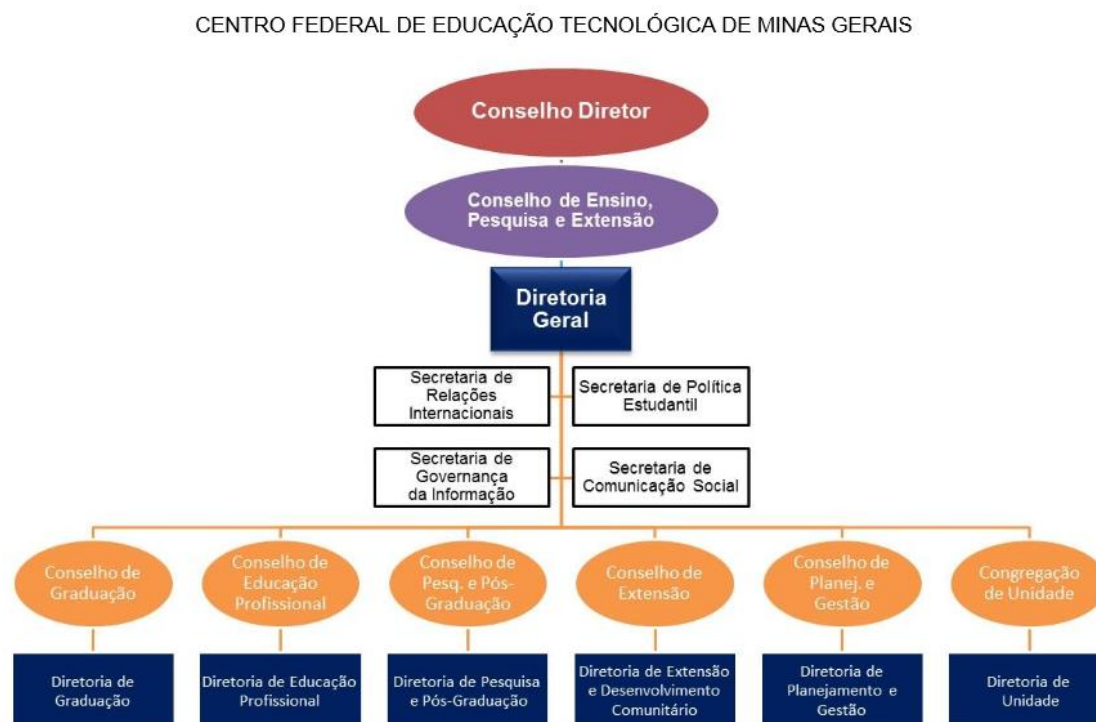 CENTRO FEDERAL DE EDUCAÇÃO TECNOLÓGICA DE MINAS GERAIS
Conselho Diretor
Conselho de Ensino,
Pesquisa e Extensão
Diretoria
Geral
Secretaria de
Relações
Internacionais
Secretaria de Política
Estudantil
Secretaria de
Governança
da Informação
Secretaria de
Comunicação Social
Conselho de
Graduação
Conselho de
Educação
Profissional
Conselho de
Pesq. e Pós-
Graduação
Conselho de
Extensão
Conselho de
Planej. e
Gestão
Congregação
de Unidade
Diretoria de
Graduação
Diretoria de Educação
Profissional
Diretoria de Pesquisa
e Pós-Graduação
Diretoria de Extensão
e Desenvolvimento
Comunitário
Diretoria de
Planejamento e
Gestão
Diretoria de
Unidade